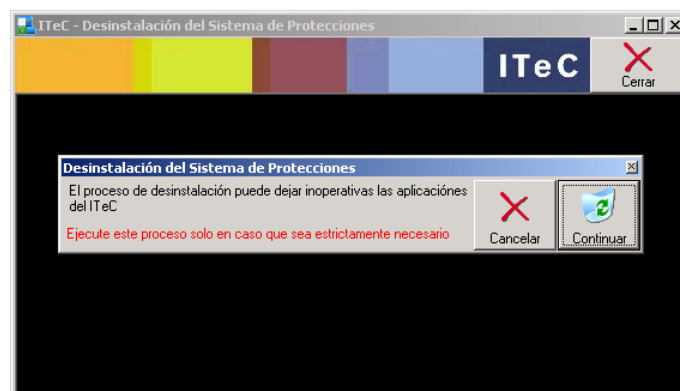 ITeC - Desinstalación del Sistema de Protecciones
ITeC
Cerrar
Desinstalación del Sistema de Protecciones
El proceso de desinstalación puede dejar inoperativas las aplicaciónes
del ITeC
Ejecute este proceso solo en caso que sea estrictamente necesario
Cancelar
Continuar